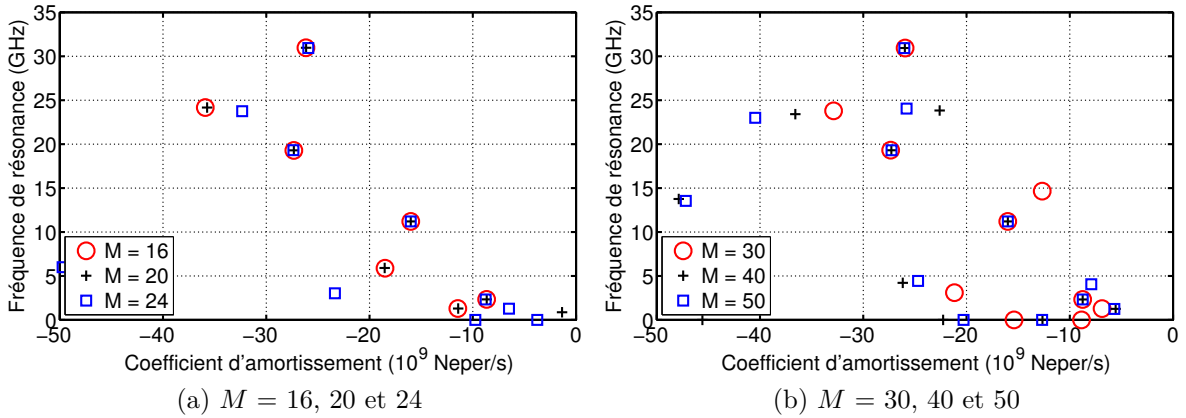 Fréquence de résonance (GHz)
35
30
25
20
15
10
5
0
M = 16
M = 20
M = 24
−50 −40 −30 −20 −10 0
Coefficient d'amortissement (10⁹ Neper/s)
(a) M = 16, 20 et 24
Fréquence de résonance (GHz)
35
30
25
20
15
10
5
0
M = 30
M = 40
M = 50
−50 −40 −30 −20 −10 0
Coefficient d'amortissement (10⁹ Neper/s)
(b) M = 30, 40 et 50